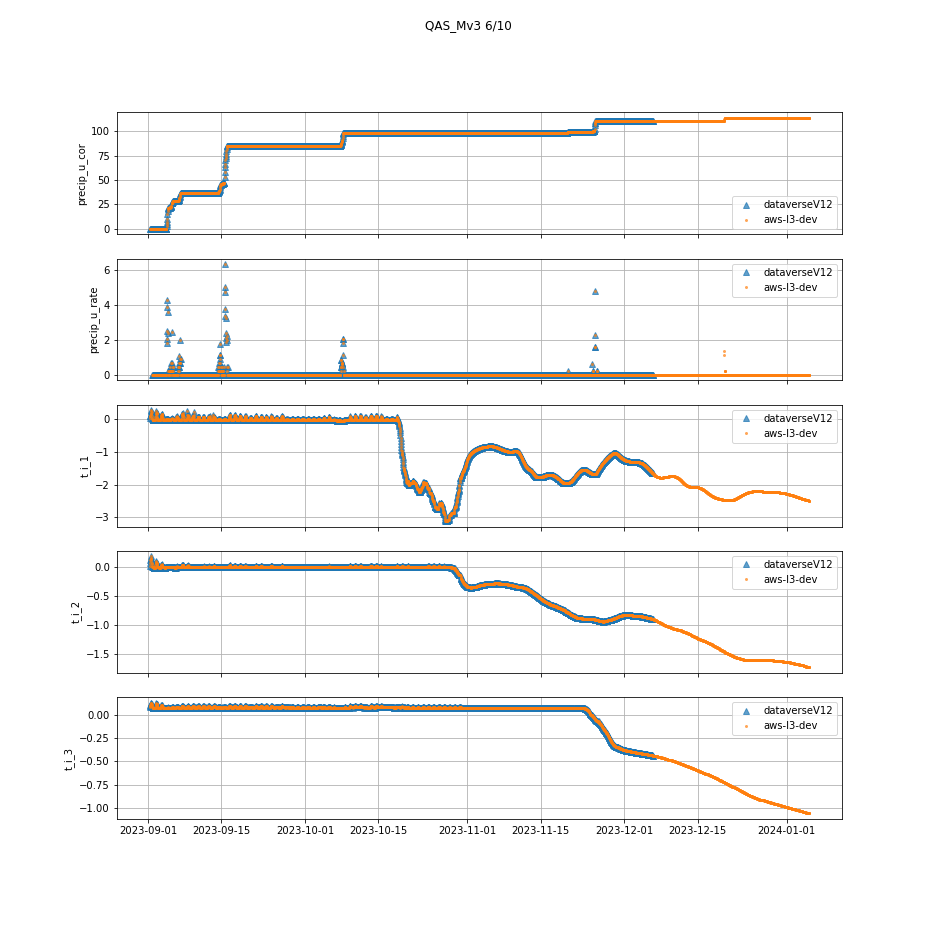 QAS_Mv3 6/10
precip_u_cor
100
75
50
25
0
dataverseV12
aws-l3-dev
precip_u_rate
6
4
2
0
dataverseV12
aws-l3-dev
t_i_1
0
−1
−2
−3
dataverseV12
aws-l3-dev
t_i_2
0.0
−0.5
−1.0
−1.5
dataverseV12
aws-l3-dev
t_i_3
0.00
−0.25
−0.50
−0.75
−1.00
dataverseV12
aws-l3-dev
2023-09-01 2023-09-15 2023-10-01 2023-10-15 2023-11-01 2023-11-15 2023-12-01 2023-12-15 2024-01-01